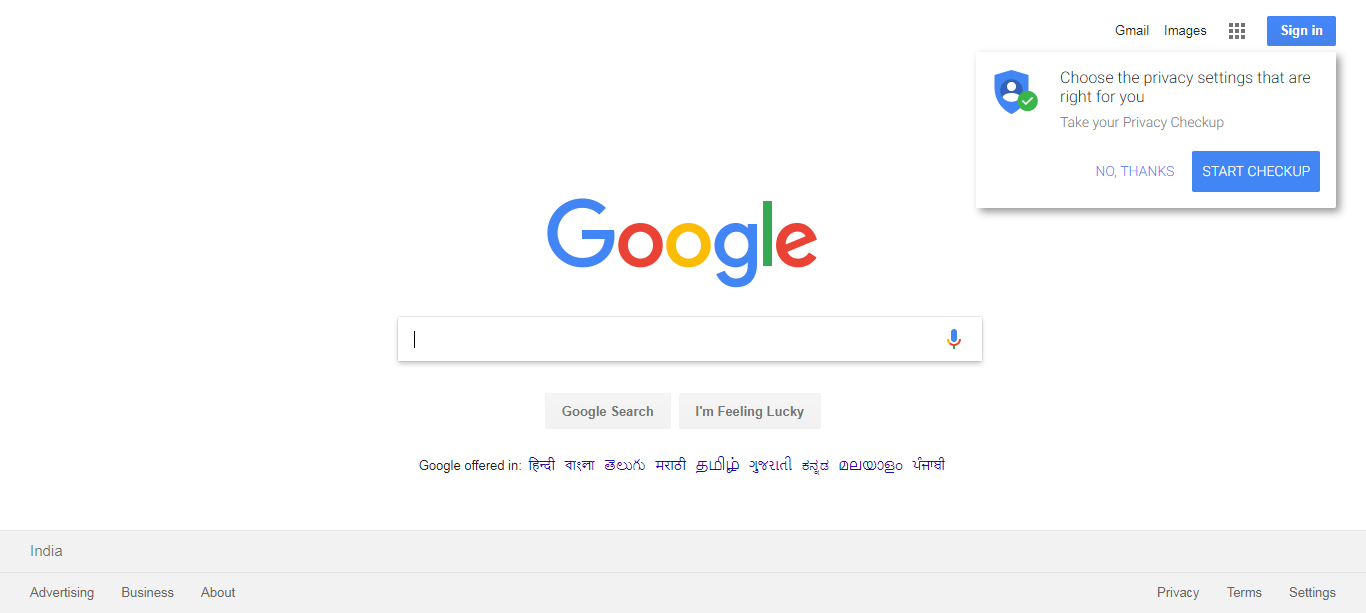 Gmail Images Sign in
Choose the privacy settings that are
right for you
Take your Privacy Checkup
NO, THANKS START CHECKUP
Google
Google Search I'm Feeling Lucky
Google offered in: हिन्दी বাংলা తెలుగు मराठी தமிழ் ગુજરાતી ಕನ್ನಡ മലയാളം ਪੰਜਾਬੀ
India
Advertising Business About Privacy Terms Settings